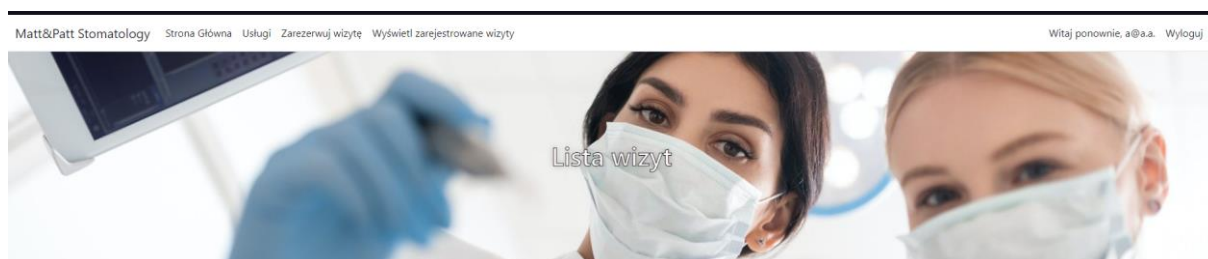 Matt&Patt Stomatology Strona Główna Usługi Zarezerwuj wizytę Wyświetl zarejestrowane wizyty Witaj ponownie, a@a.a. Wyloguj
Lista wizyt